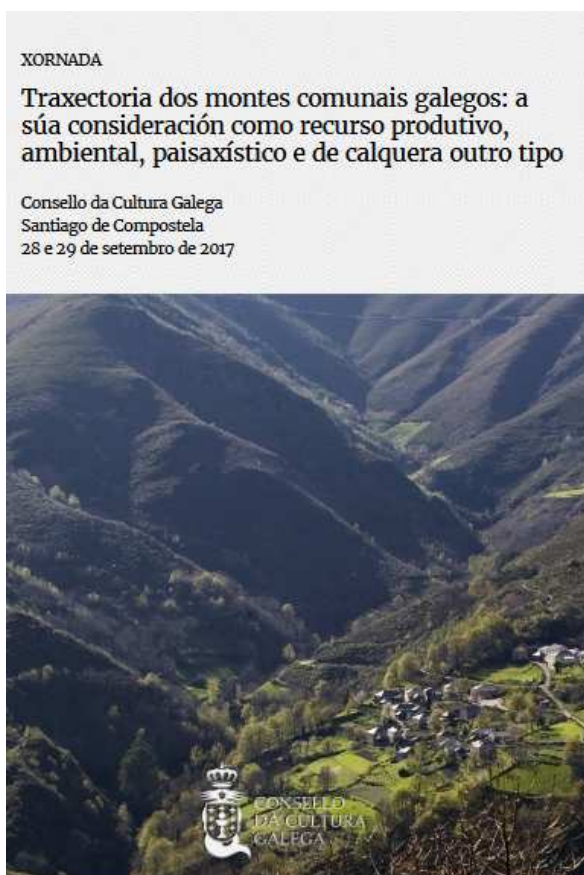 XORNADA
Traxectoria dos montes comunais galegos: a
súa consideración como recurso produtivo,
ambiental, paisaxístico e de calquera outro tipo
Consello da Cultura Galega
Santiago de Compostela
28 e 29 de setembro de 2017
CONSELLO
DA CULTURA
GALEGA